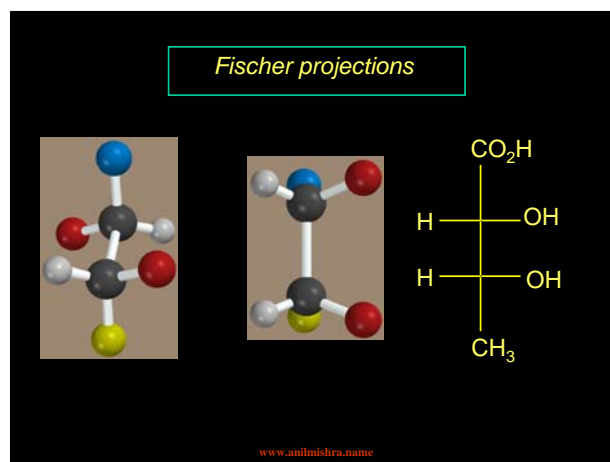 Fischer projections
CO₂H
H OH
H OH
CH₃
www.anilmishra.name